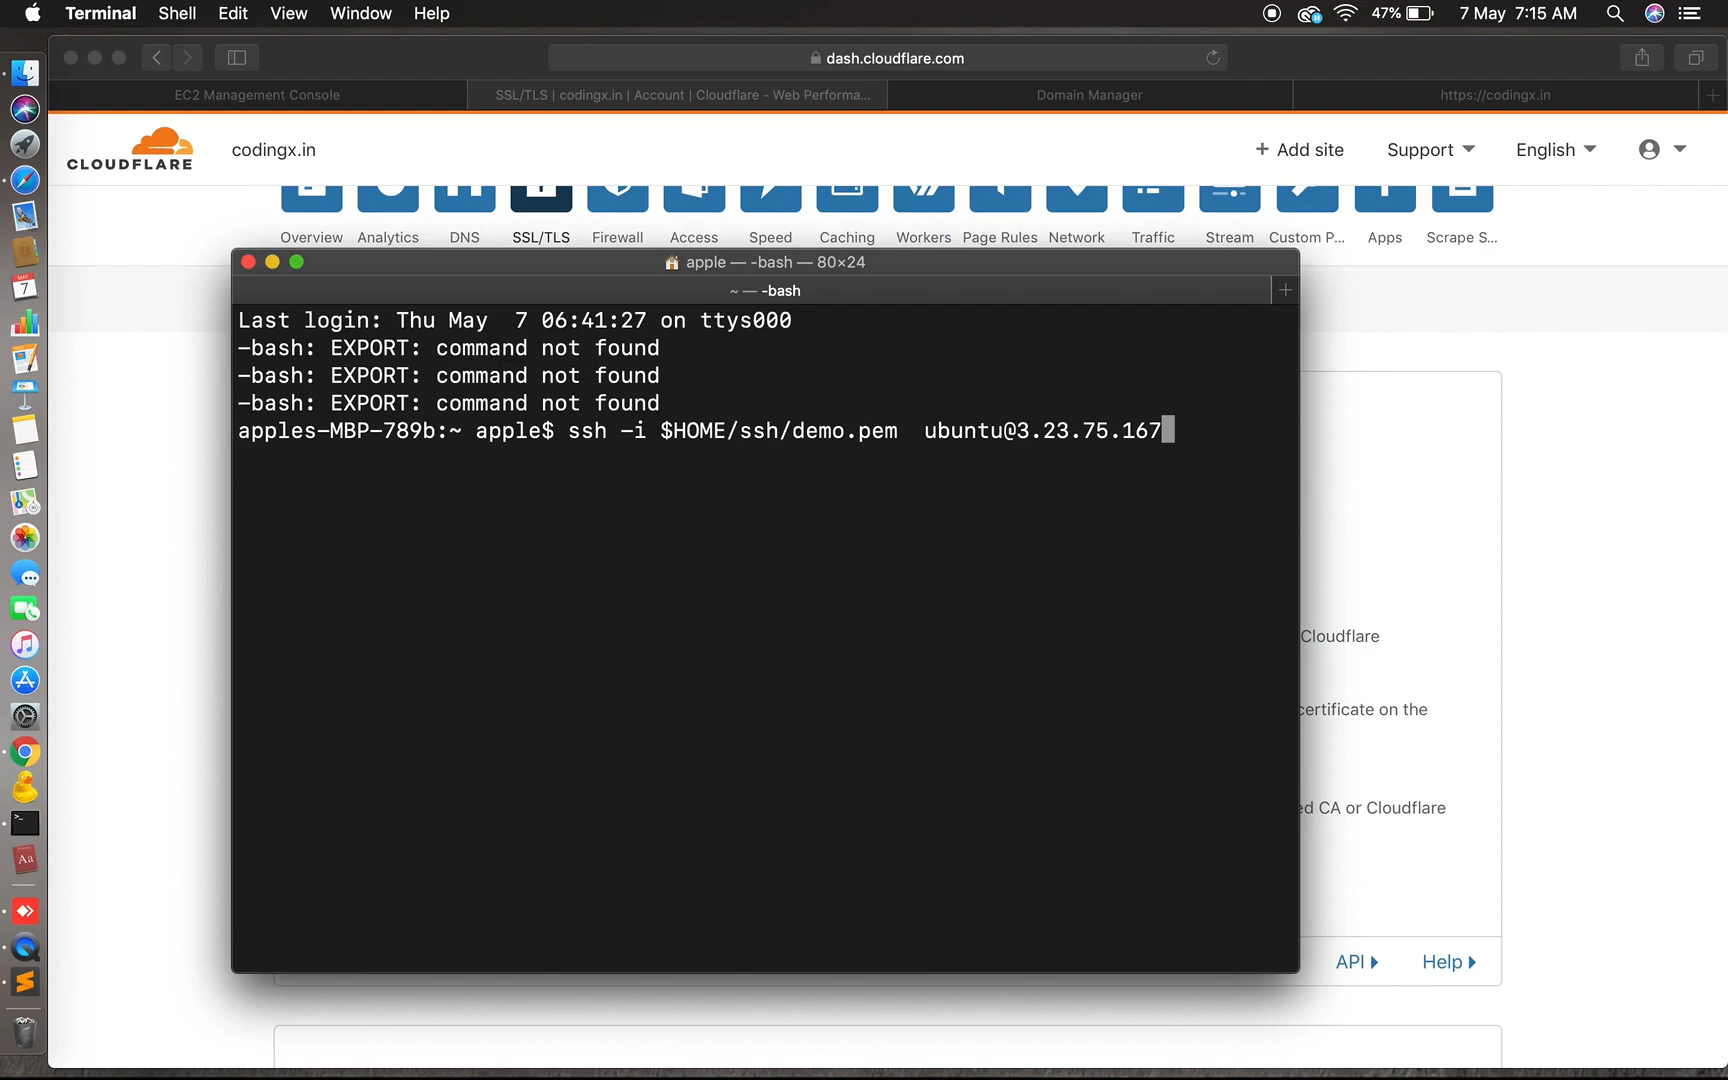 Terminal Shell Edit View Window Help 47% 7 May 7:15 AM
dash.cloudflare.com
EC2 Management Console SSL/TLS | codingx.in | Account | Cloudflare - Web Performa... Domain Manager https://codingx.in
CLOUDFLARE codingx.in + Add site Support English
Overview Analytics DNS SSL/TLS Firewall Access Speed Caching Workers Page Rules Network Traffic Stream Custom P... Apps Scrape S...
apple — -bash — 80×24
~ — -bash
Last login: Thu May  7 06:41:27 on ttys000
-bash: EXPORT: command not found
-bash: EXPORT: command not found
-bash: EXPORT: command not found
apples-MBP-789b:~ apple$ ssh -i $HOME/ssh/demo.pem  ubuntu@3.23.75.167
Cloudflare
certificate on the
ed CA or Cloudflare
API Help
MAY
7
Aa